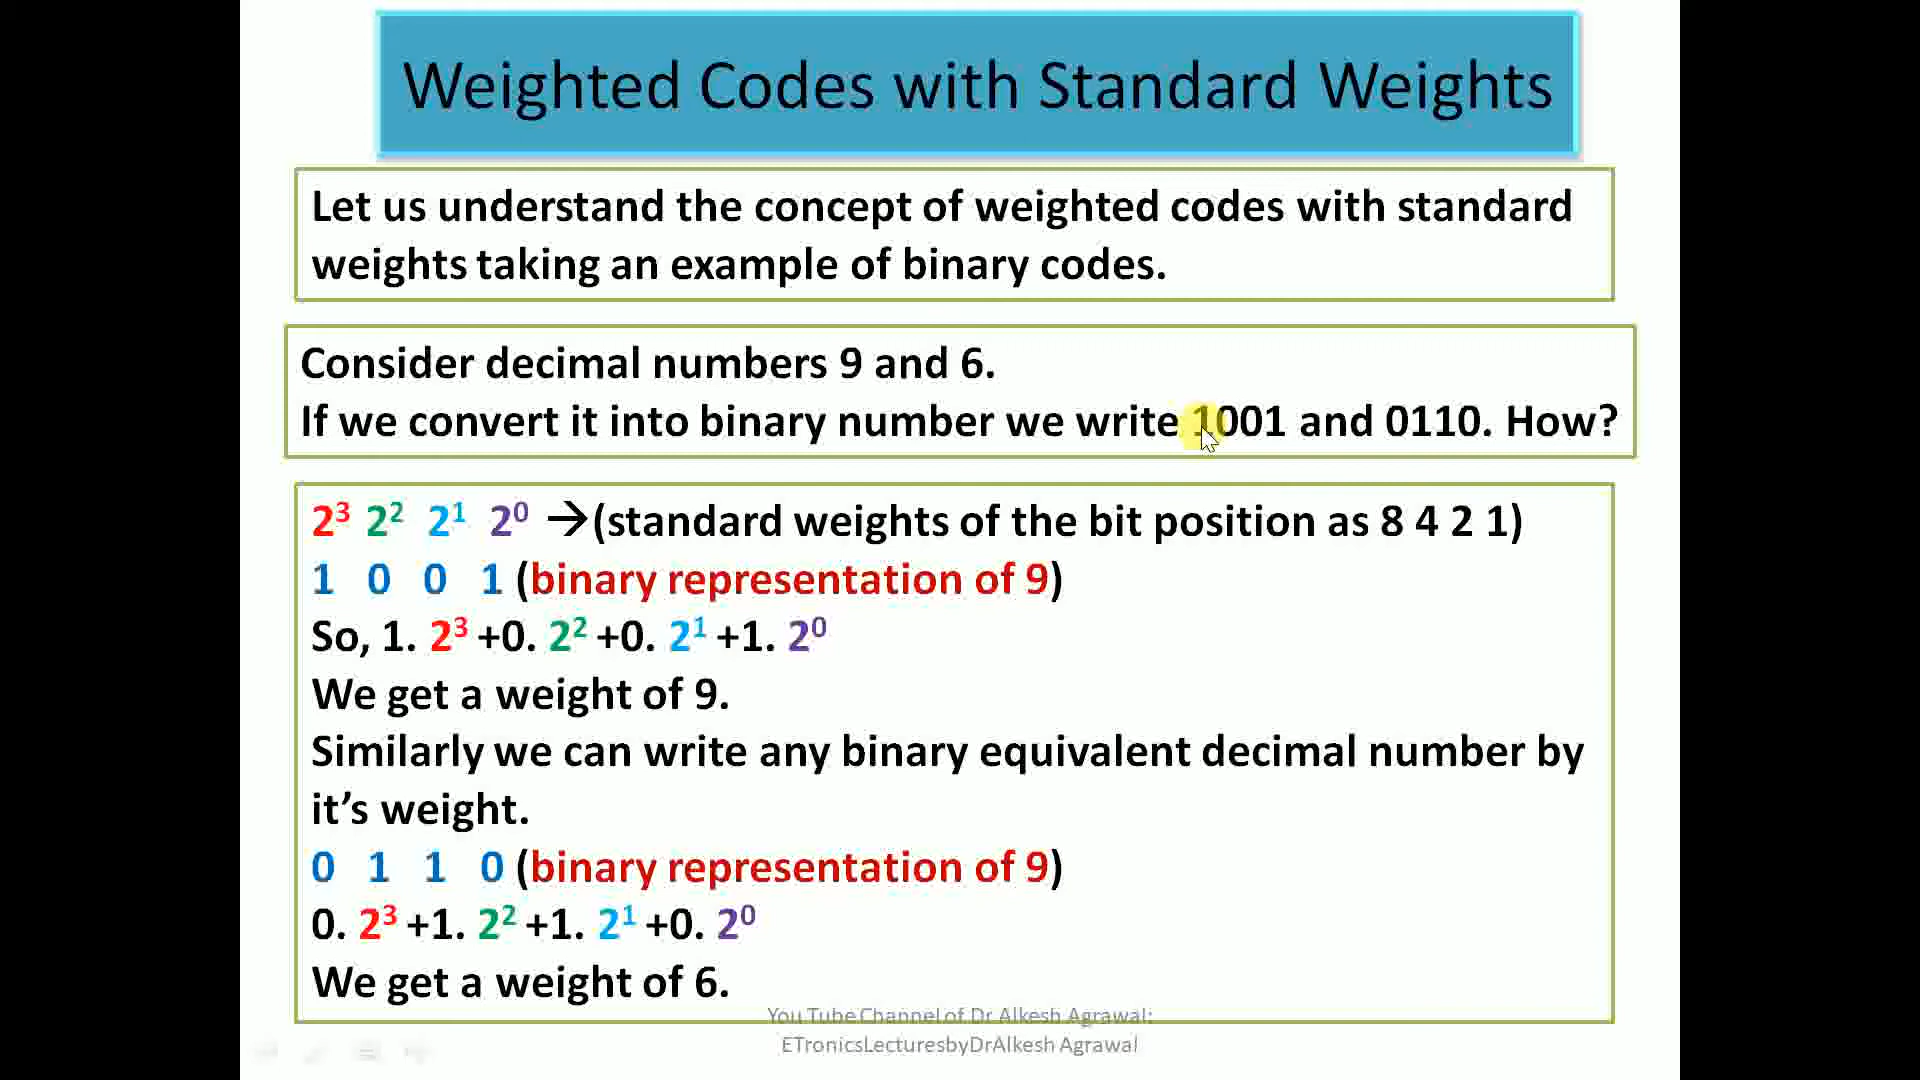 Weighted Codes with Standard Weights
Let us understand the concept of weighted codes with standard
weights taking an example of binary codes.
Consider decimal numbers 9 and 6.
If we convert it into binary number we write 1001 and 0110. How?
2³ 2² 2¹ 2⁰ →(standard weights of the bit position as 8 4 2 1)
1 0 0 1 (binary representation of 9)
So, 1. 2³ +0. 2² +0. 2¹ +1. 2⁰
We get a weight of 9.
Similarly we can write any binary equivalent decimal number by
it’s weight.
0 1 1 0 (binary representation of 9)
0. 2³ +1. 2² +1. 2¹ +0. 2⁰
We get a weight of 6.
You Tube Channel of Dr Alkesh Agrawal:
ETronicsLecturesbyDrAlkesh Agrawal